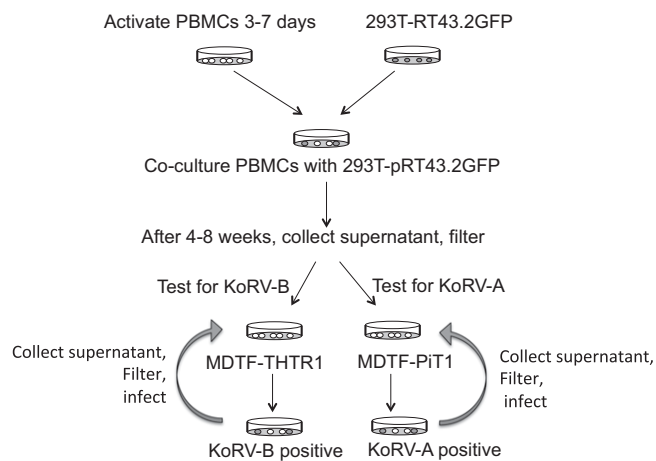 Activate PBMCs 3-7 days
293T-RT43.2GFP
Co-culture PBMCs with 293T-pRT43.2GFP
After 4-8 weeks, collect supernatant, filter
Test for KoRV-B
Test for KoRV-A
Collect supernatant,
Filter,
infect
MDTF-THTR1
MDTF-PiT1
Collect supernatant,
Filter,
infect
KoRV-B positive
KoRV-A positive